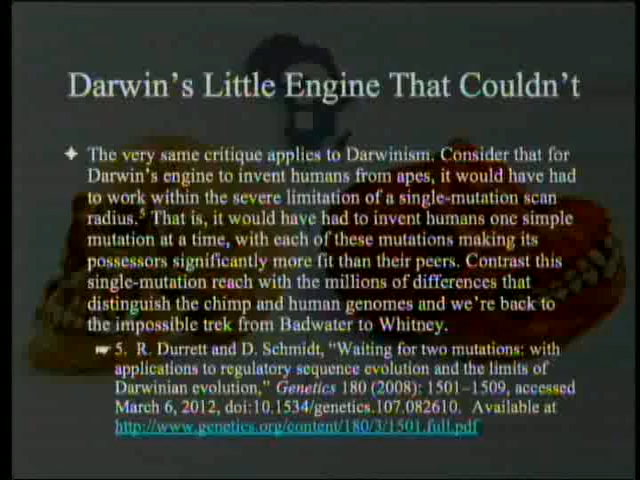 Darwin's Little Engine That Couldn't
The very same critique applies to Darwinism. Consider that for
Darwin's engine to invent humans from apes, it would have had
to work within the severe limitation of a single-mutation scan
radius.5 That is, it would have had to invent humans one simple
mutation at a time, with each of these mutations making its
possessors significantly more fit than their peers. Contrast this
single-mutation reach with the millions of differences that
distinguish the chimp and human genomes and we're back to
the impossible trek from Badwater to Whitney.
5. R. Durrett and D. Schmidt, "Waiting for two mutations: with
applications to regulatory sequence evolution and the limits of
Darwinian evolution," Genetics 180 (2008): 1501–1509, accessed
March 6, 2012, doi:10.1534/genetics.107.082610. Available at
http://www.genetics.org/content/180/3/1501.full.pdf